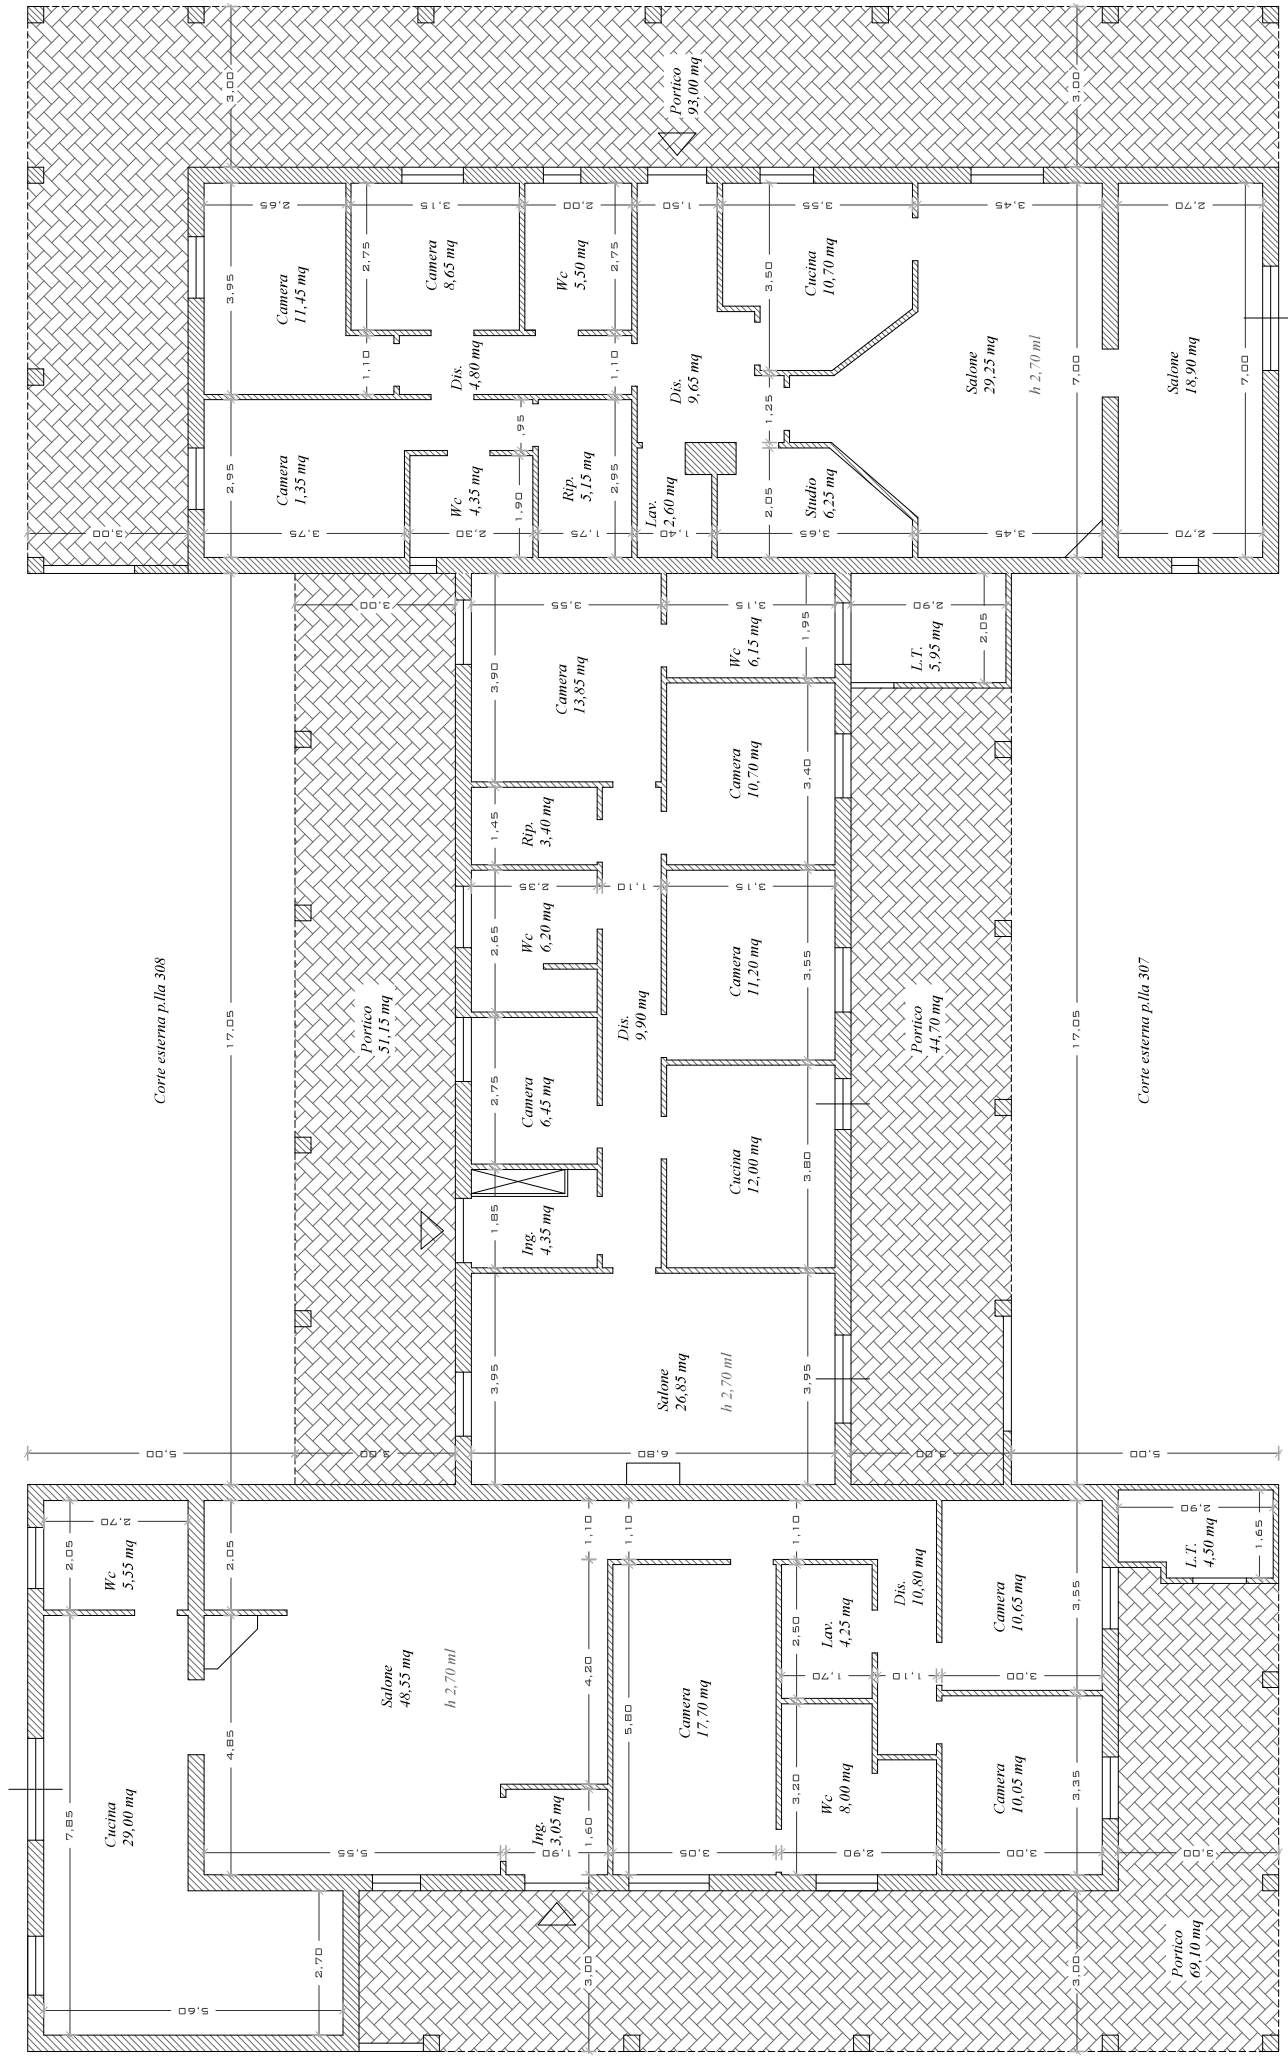 3,00
3,00
Portico
93,00 mq
2,65
3,15
2,00
1,50
3,55
3,45
2,70
Camera
11,45 mq
3,95
Camera
8,65 mq
2,75
Wc
5,50 mq
2,75
Cucina
10,70 mq
3,50
7,00
1,10
Dis.
4,80 mq
1,10
Dis.
9,65 mq
1,25
Salone
29,25 mq
h 2,70 ml
7,00
Salone
18,90 mq
Camera
1,35 mq
2,95
,95
Wc
4,35 mq
1,90
Rip.
5,15 mq
2,95
Lav.
2,60 mq
2,05
Studio
6,25 mq
3,00
3,75
2,30
1,75
1,40
3,65
3,45
2,70
3,00
3,55
3,15
2,90
Camera
13,85 mq
3,90
Wc
6,15 mq
1,95
L.T.
5,95 mq
2,05
Rip.
3,40 mq
1,45
Camera
10,70 mq
3,40
2,35
1,10
3,15
Wc
6,20 mq
2,65
Camera
11,20 mq
3,55
Corte esterna p.lla 308
17,05
Portico
51,15 mq
Dis.
9,90 mq
Portico
44,70 mq
17,05
Corte esterna p.lla 307
Camera
6,45 mq
2,75
Cucina
12,00 mq
3,80
Ing.
4,35 mq
1,85
3,95
Salone
26,85 mq
h 2,70 ml
3,95
5,00
3,00
6,80
3,00
5,00
2,70
Wc
5,55 mq
2,05
2,05
1,10
1,10
1,10
2,90
L.T.
4,50 mq
1,65
Dis.
10,80 mq
Lav.
4,25 mq
2,50
Camera
10,65 mq
3,55
1,70
1,10
3,00
Salone
48,55 mq
h 2,70 ml
4,20
5,80
Camera
17,70 mq
4,85
Cucina
29,00 mq
7,85
Ing.
3,05 mq
1,60
Wc
8,00 mq
3,20
Camera
10,05 mq
3,35
5,55
1,90
3,05
2,90
3,00
3,00
2,70
5,60
3,00
3,00
Portico
69,10 mq